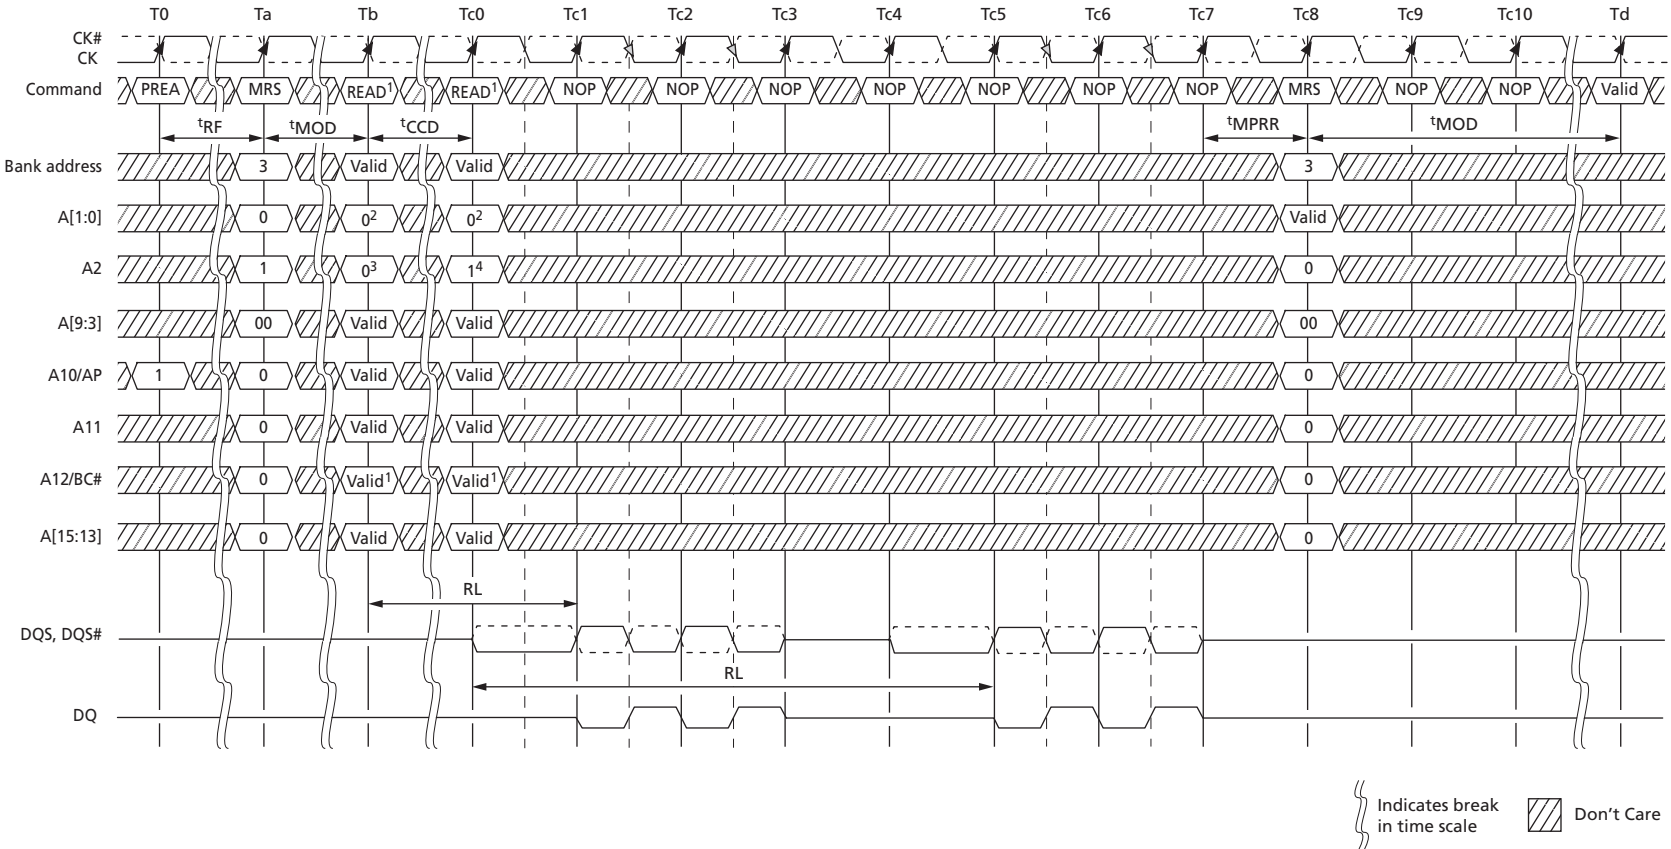 T0 Ta Tb Tc0 Tc1 Tc2 Tc3 Tc4 Tc5 Tc6 Tc7 Tc8 Tc9 Tc10 Td
CK#
CK
Command PREA MRS READ¹ READ¹ NOP NOP NOP NOP NOP NOP NOP MRS NOP NOP Valid
tRF tMOD tCCD tMPRR tMOD
Bank address 3 Valid Valid 3
A[1:0] 0 0² 0² Valid
A2 1 0³ 1⁴ 0
A[9:3] 00 Valid Valid 00
A10/AP 1 0 Valid Valid 0
A11 0 Valid Valid 0
A12/BC# 0 Valid¹ Valid¹ 0
A[15:13] 0 Valid Valid 0
RL
DQS, DQS#
RL
DQ
Indicates break
in time scale
Don't Care